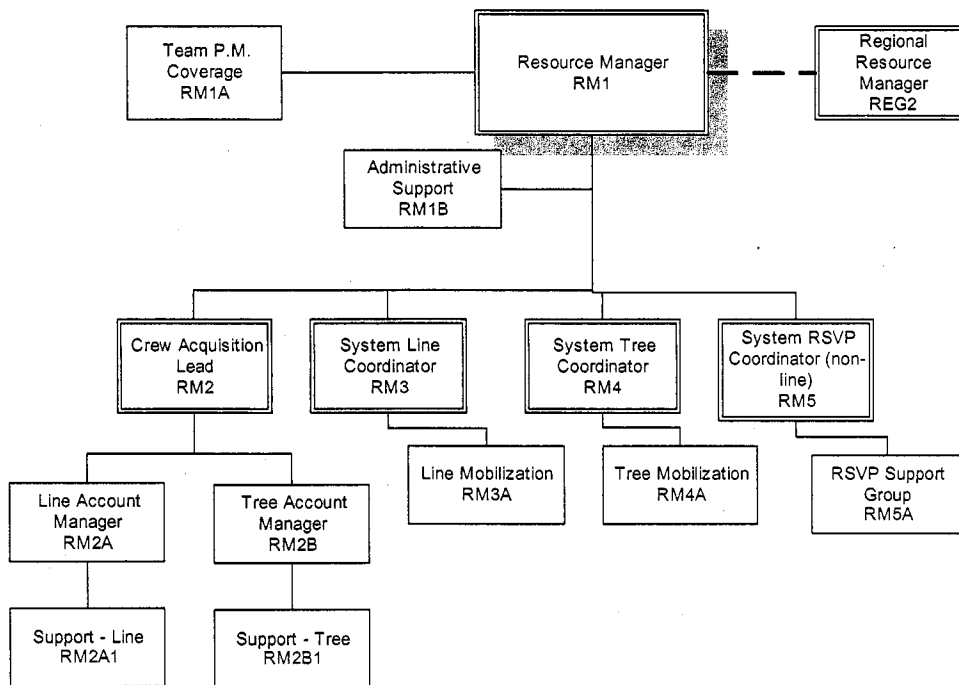 Team P.M.
Coverage
RM1A
Resource Manager
RM1
Regional
Resource
Manager
REG2
Administrative
Support
RM1B
Crew Acquisition
Lead
RM2
System Line
Coordinator
RM3
System Tree
Coordinator
RM4
System RSVP
Coordinator (non-
line)
RM5
Line Account
Manager
RM2A
Tree Account
Manager
RM2B
Line Mobilization
RM3A
Tree Mobilization
RM4A
RSVP Support
Group
RM5A
Support - Line
RM2A1
Support - Tree
RM2B1